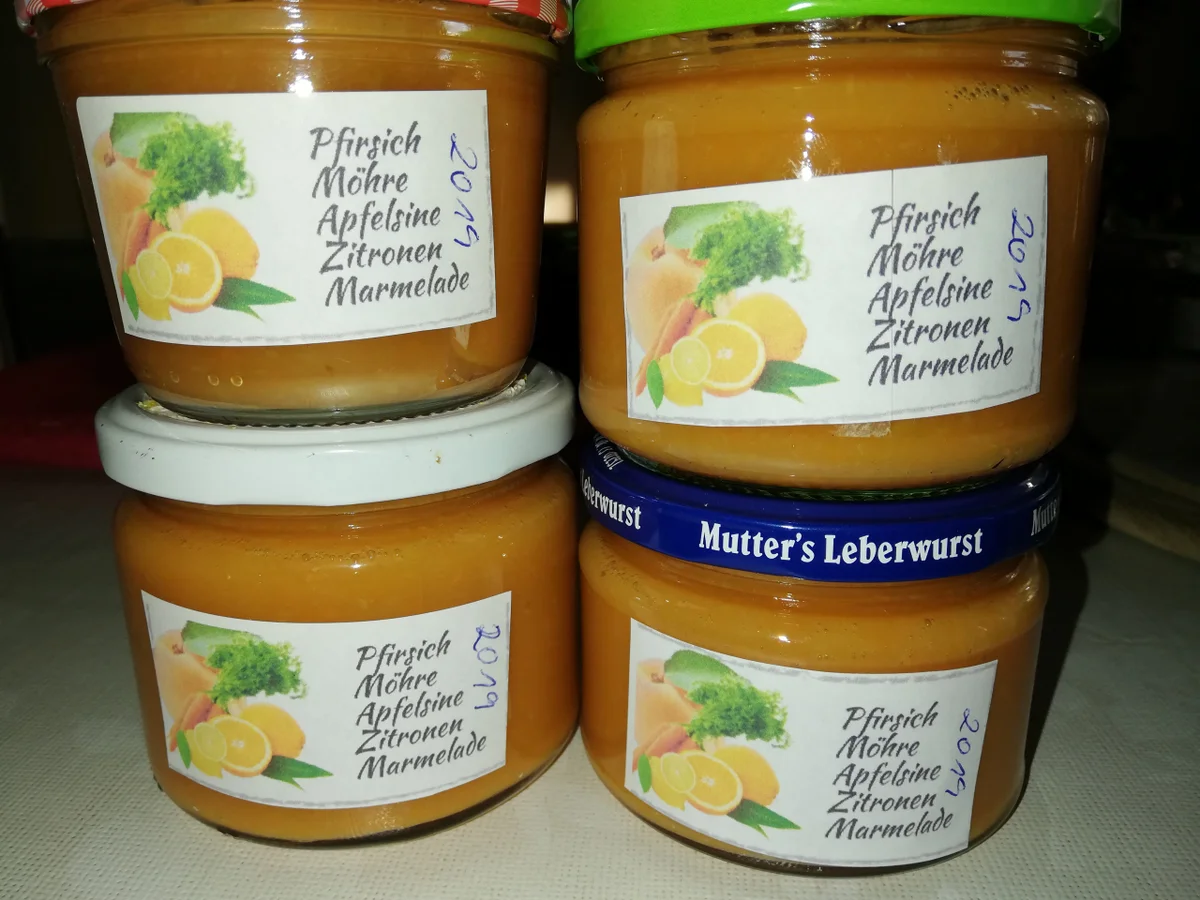 Pfirsich
Möhre
Apfelsine
Zitronen
Marmelade
2019
Pfirsich
Möhre
Apfelsine
Zitronen
Marmelade
2019
Leberwurst
Mutter's Leberwurst
Pfirsich
Möhre
Apfelsine
Zitronen
Marmelade
2019
Pfirsich
Möhre
Apfelsine
Zitronen
Marmelade
2019